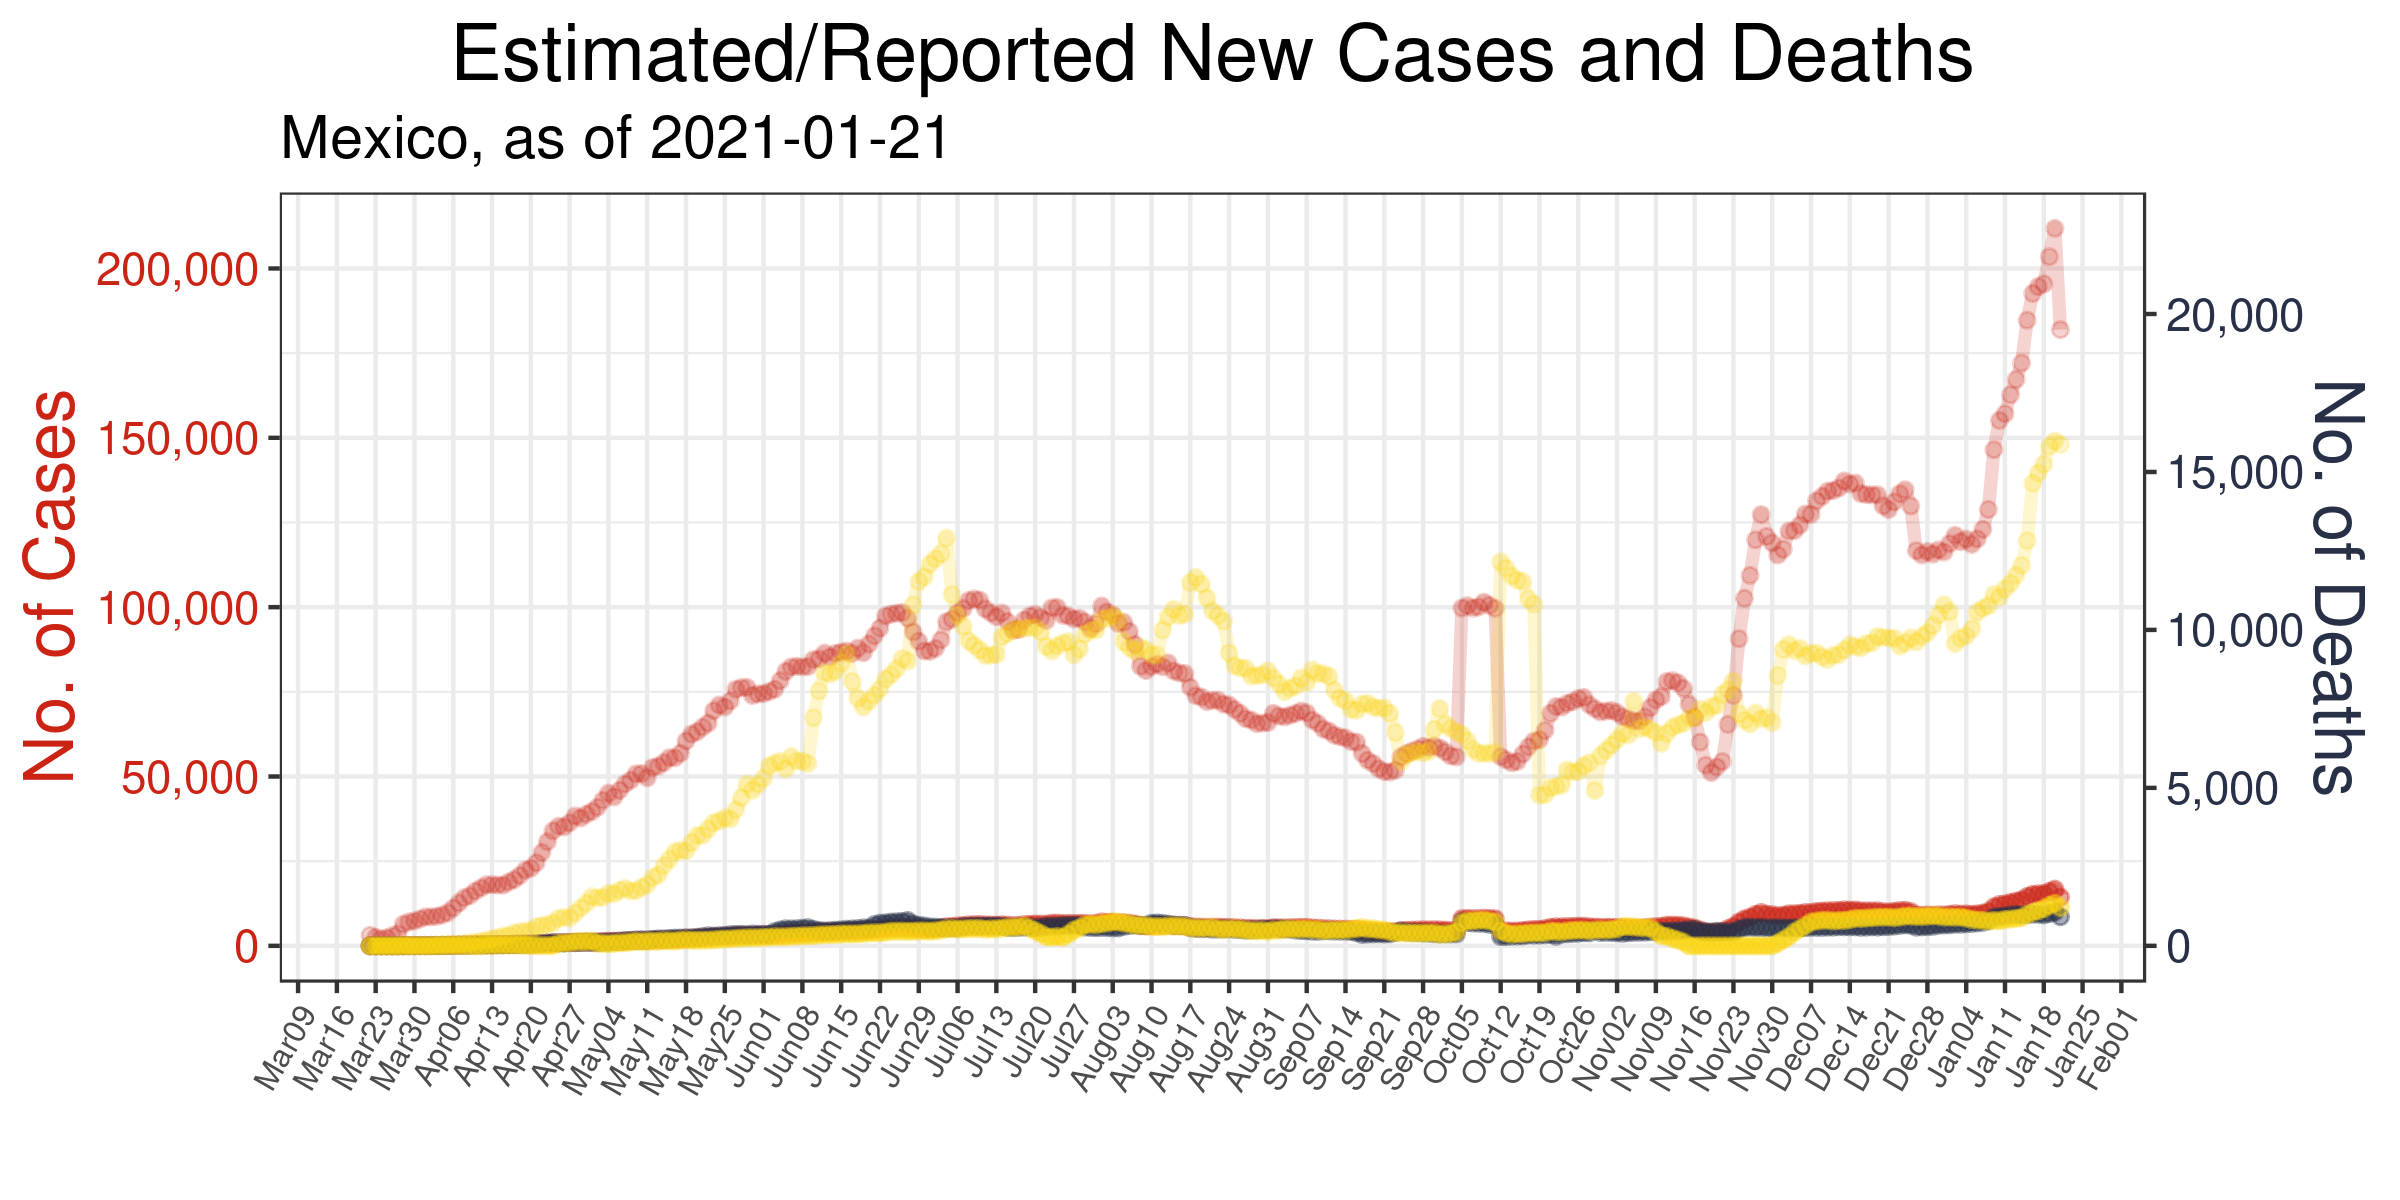 Estimated/Reported New Cases and Deaths
Mexico, as of 2021-01-21
No. of Cases
200,000
150,000
100,000
50,000
0
20,000
15,000
10,000
5,000
0
No. of Deaths
Mar09 Mar16 Mar23 Mar30 Apr06 Apr13 Apr20 Apr27 May04 May11 May18 May25 Jun01 Jun08 Jun15 Jun22 Jun29 Jul06 Jul13 Jul20 Jul27 Aug03 Aug10 Aug17 Aug24 Aug31 Sep07 Sep14 Sep21 Sep28 Oct05 Oct12 Oct19 Oct26 Nov02 Nov09 Nov16 Nov23 Nov30 Dec07 Dec14 Dec21 Dec28 Jan04 Jan11 Jan18 Jan25 Feb01